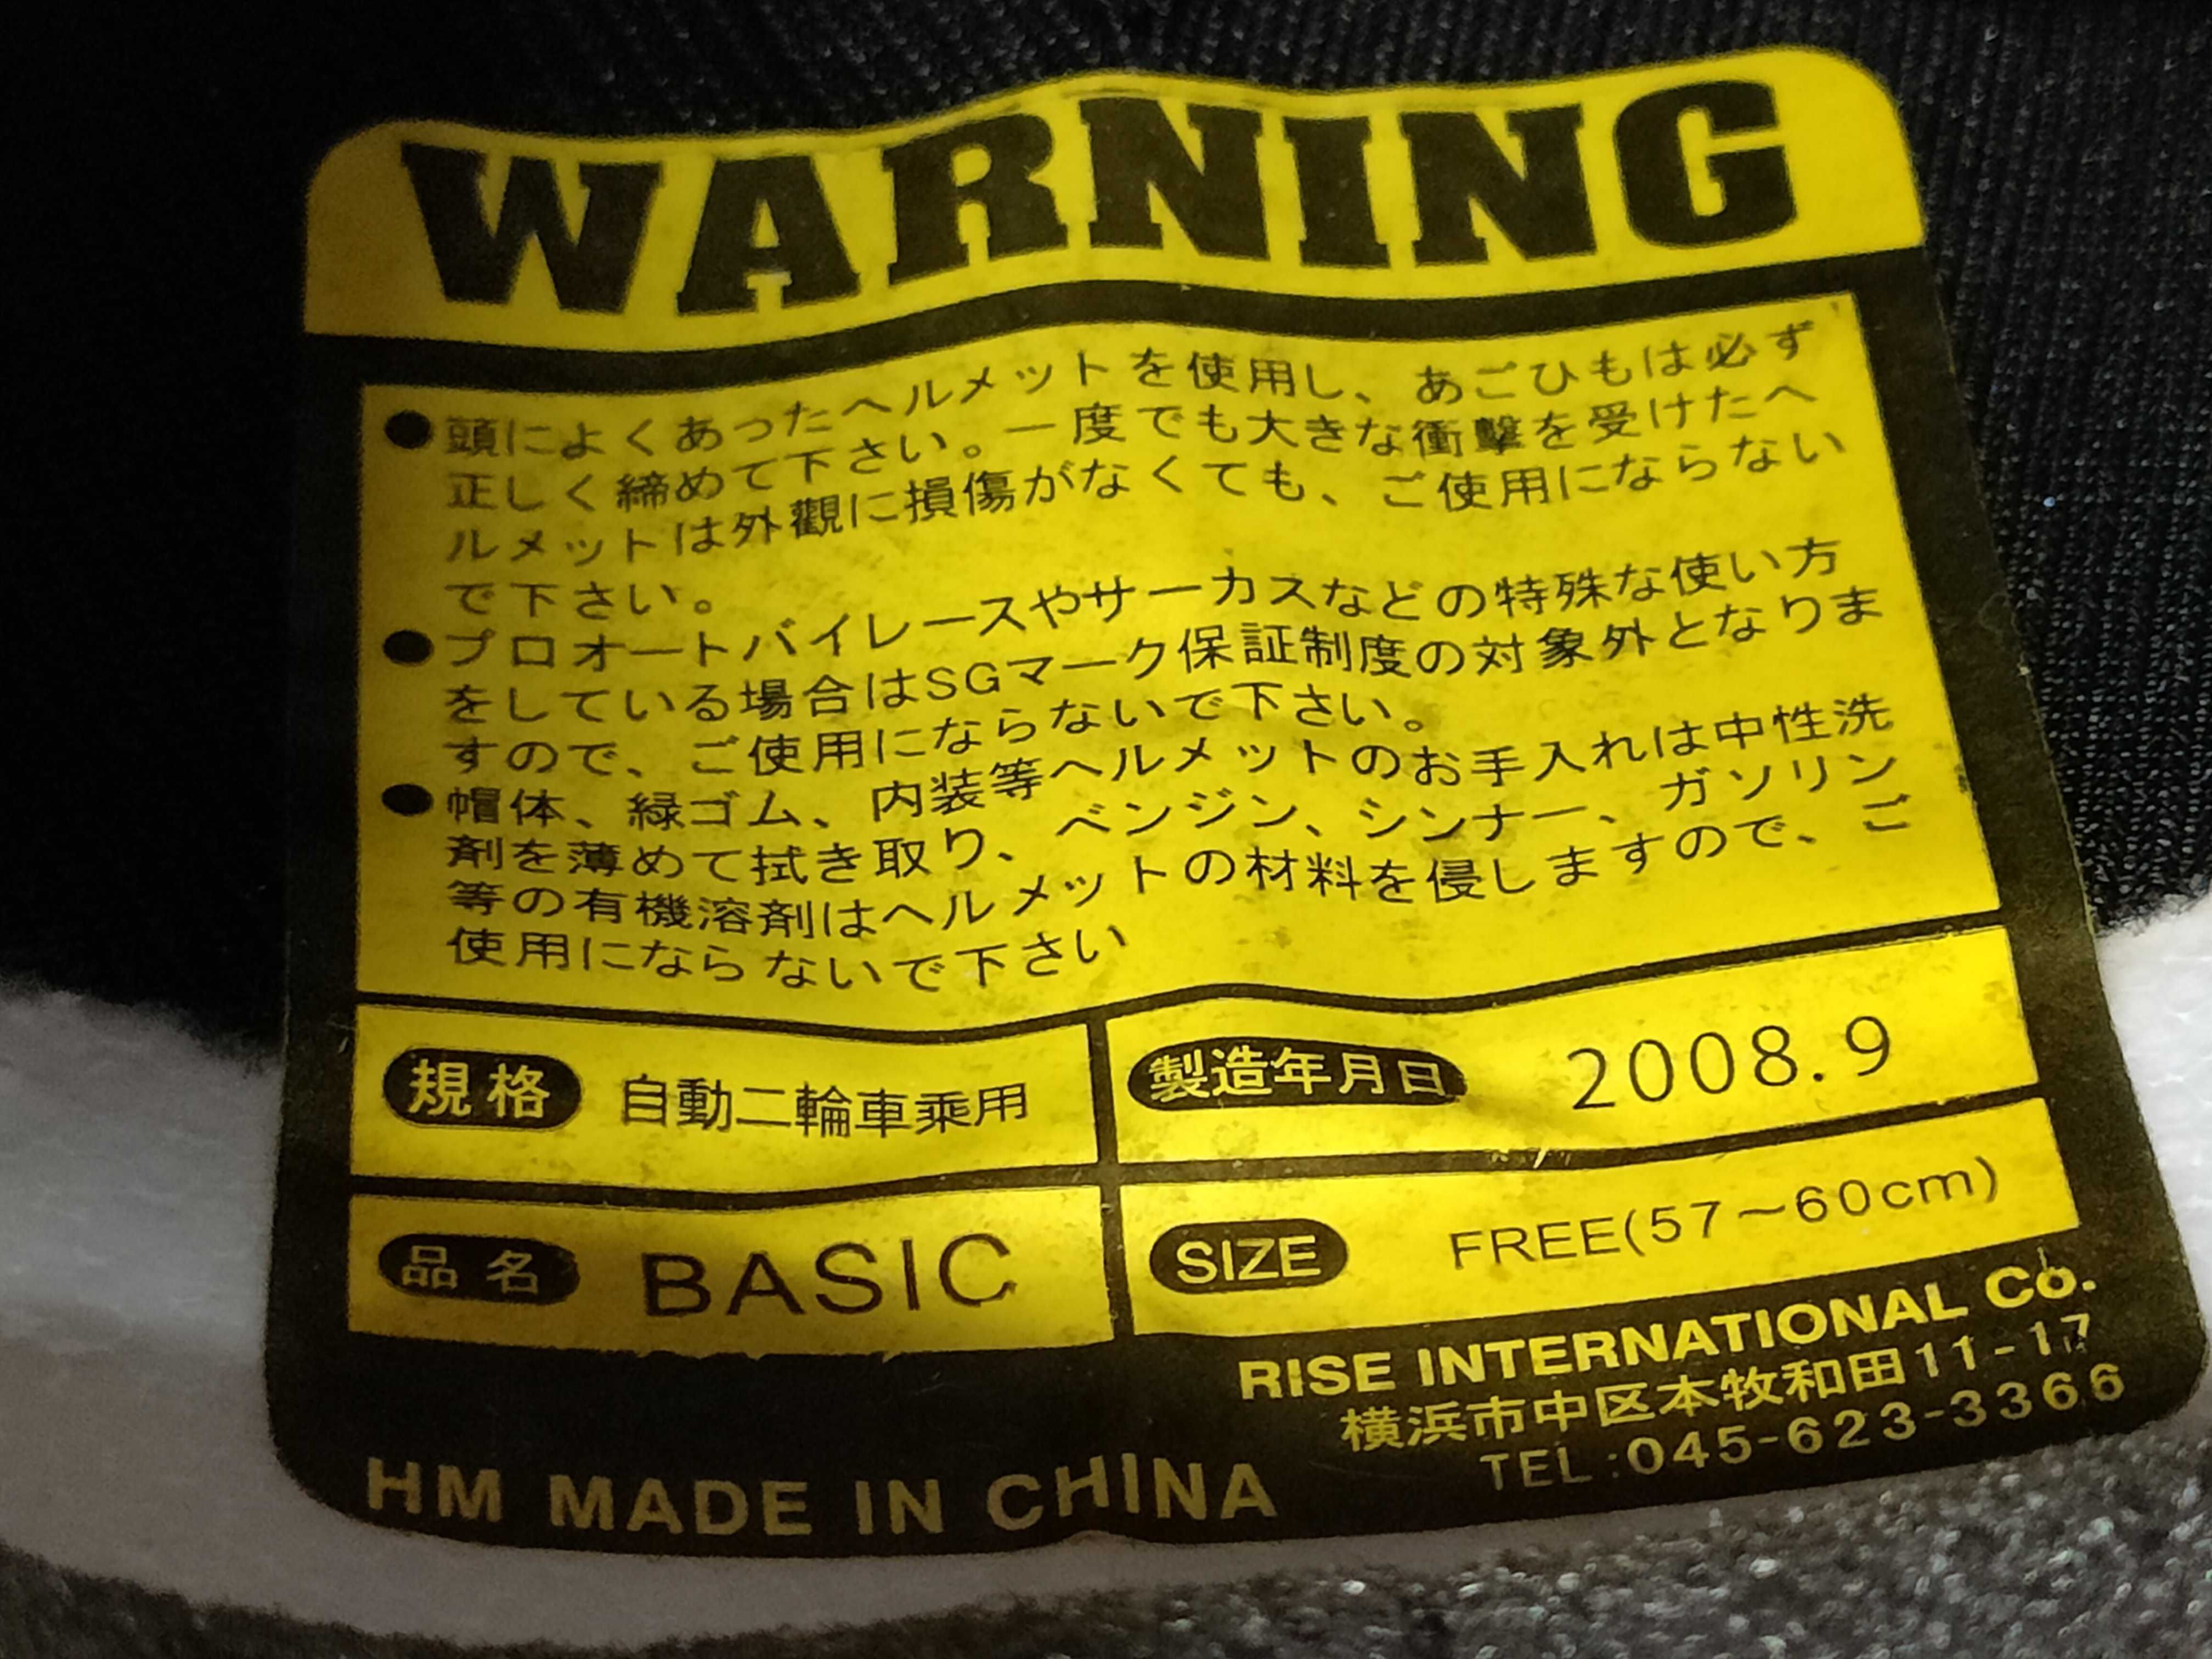 WARNING
●頭によくあったヘルメットを使用し、あごひもは必ず
正しく締めて下さい。一度でも大きな衝撃を受けたヘ
ルメットは外觀に損傷がなくても、ご使用にならない
で下さい。
●プロオートバイレースやサーカスなどの特殊な使い方
をしている場合はSGマーク保証制度の対象外となりま
すので、ご使用にならないで下さい。
●帽体、緑ゴム、内装等ヘルメットのお手入れは中性洗
剤を薄めて拭き取り、ベンジン、シンナー、ガソリン
等の有機溶剤はヘルメットの材料を侵しますので、ご
使用にならないで下さい
規格 自動二輪車乗用
製造年月日 2008.9
品名 BASIC
SIZE FREE(57～60cm)
RISE INTERNATIONAL Co.
横浜市中区本牧和田11-17
TEL:045-623-3366
HM MADE IN CHINA